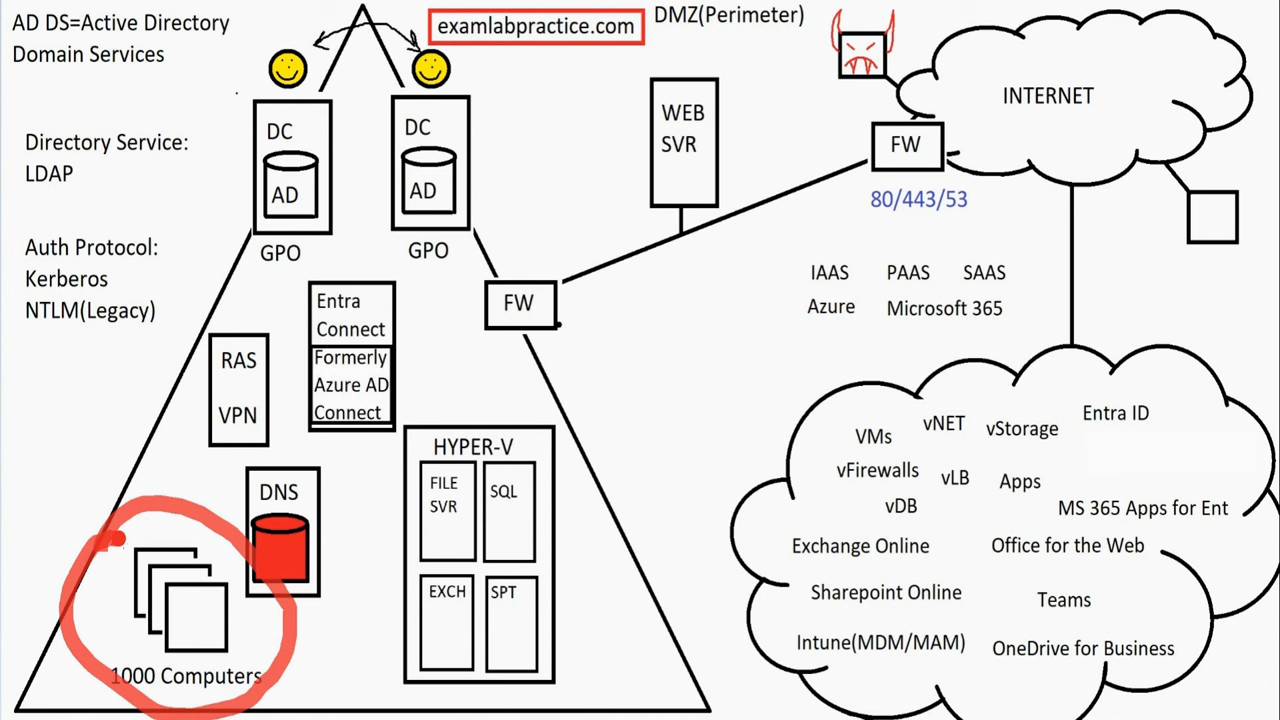 AD DS=Active Directory
Domain Services
examlabpractice.com
DMZ(Perimeter)
INTERNET
Directory Service:
LDAP
Auth Protocol:
Kerberos
NTLM(Legacy)
DC
AD
GPO
DC
AD
GPO
WEB
SVR
FW
80/443/53
FW
IAAS PAAS SAAS
Azure Microsoft 365
Entra
Connect
Formerly
Azure AD
Connect
RAS
VPN
DNS
HYPER-V
FILE
SVR
SQL
EXCH
SPT
1000 Computers
VMs
vNET
vStorage
Entra ID
vFirewalls
vLB
Apps
vDB
MS 365 Apps for Ent
Exchange Online
Office for the Web
Sharepoint Online
Teams
Intune(MDM/MAM)
OneDrive for Business